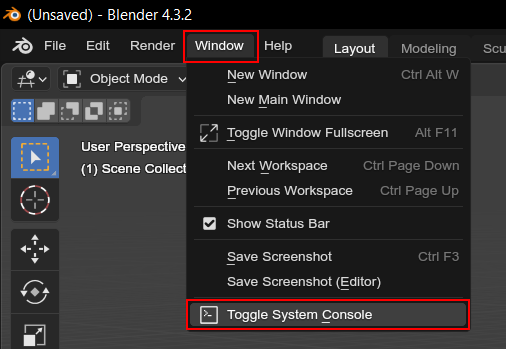 (Unsaved) - Blender 4.3.2
File Edit Render Window Help Layout Modeling Scu
Object Mode
New Window Ctrl Alt W
New Main Window
Toggle Window Fullscreen Alt F11
User Perspective
(1) Scene Collect
Next Workspace Ctrl Page Down
Previous Workspace Ctrl Page Up
Show Status Bar
Save Screenshot Ctrl F3
Save Screenshot (Editor)
Toggle System Console